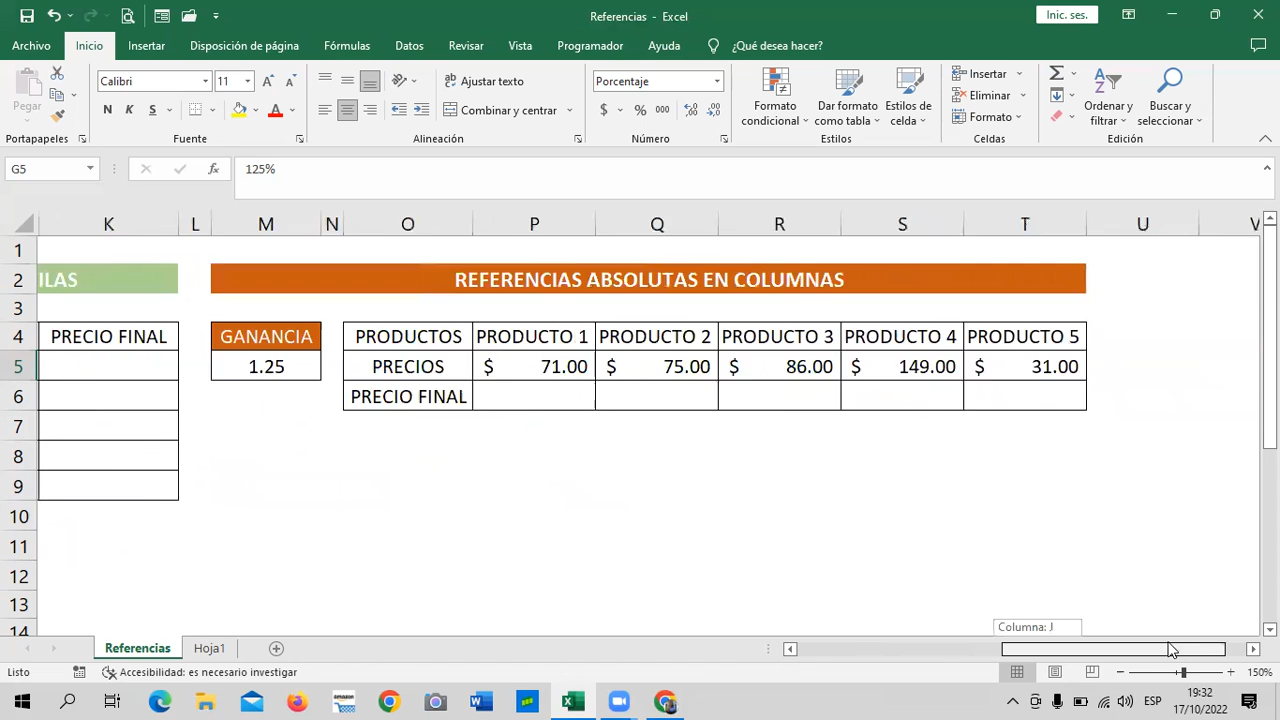 Referencias - Excel
Inic. ses.
Archivo Inicio Insertar Disposición de página Fórmulas Datos Revisar Vista Programador Ayuda ¿Qué desea hacer?
Pegar
Calibri 11
N K S
Ajustar texto
Combinar y centrar
Porcentaje
$ % 000
Formato condicional
Dar formato como tabla
Estilos de celda
Insertar
Eliminar
Formato
Ordenar y filtrar
Buscar y seleccionar
Portapapeles Fuente Alineación Número Estilos Celdas Edición
G5 fx 125%
K L M N O P Q R S T U V
1
2 ILAS REFERENCIAS ABSOLUTAS EN COLUMNAS
3
4 PRECIO FINAL GANANCIA PRODUCTOS PRODUCTO 1 PRODUCTO 2 PRODUCTO 3 PRODUCTO 4 PRODUCTO 5
5 1.25 PRECIOS $ 71.00 $ 75.00 $ 86.00 $ 149.00 $ 31.00
6 PRECIO FINAL
7
8
9
10
11
12
13
14
Columna: J
Referencias Hoja1
Listo Accesibilidad: es necesario investigar 150%
ESP
19:32
17/10/2022